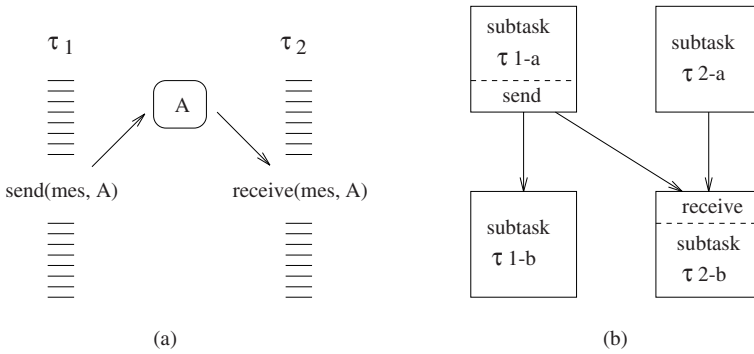 τ 1
τ 2
A
send(mes, A)
receive(mes, A)
(a)
subtask
τ 1-a
send
subtask
τ 2-a
subtask
τ 1-b
receive
subtask
τ 2-b
(b)